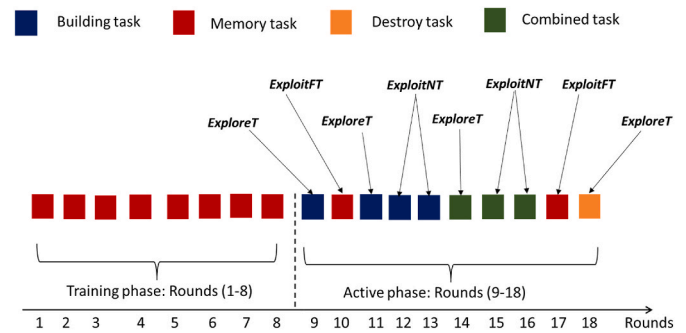 Building task Memory task Destroy task Combined task
ExploitFT ExploitNT ExploitNT ExploitFT
ExploreT ExploreT ExploreT ExploreT
Training phase: Rounds (1-8) Active phase: Rounds (9-18)
1 2 3 4 5 6 7 8 9 10 11 12 13 14 15 16 17 18 Rounds